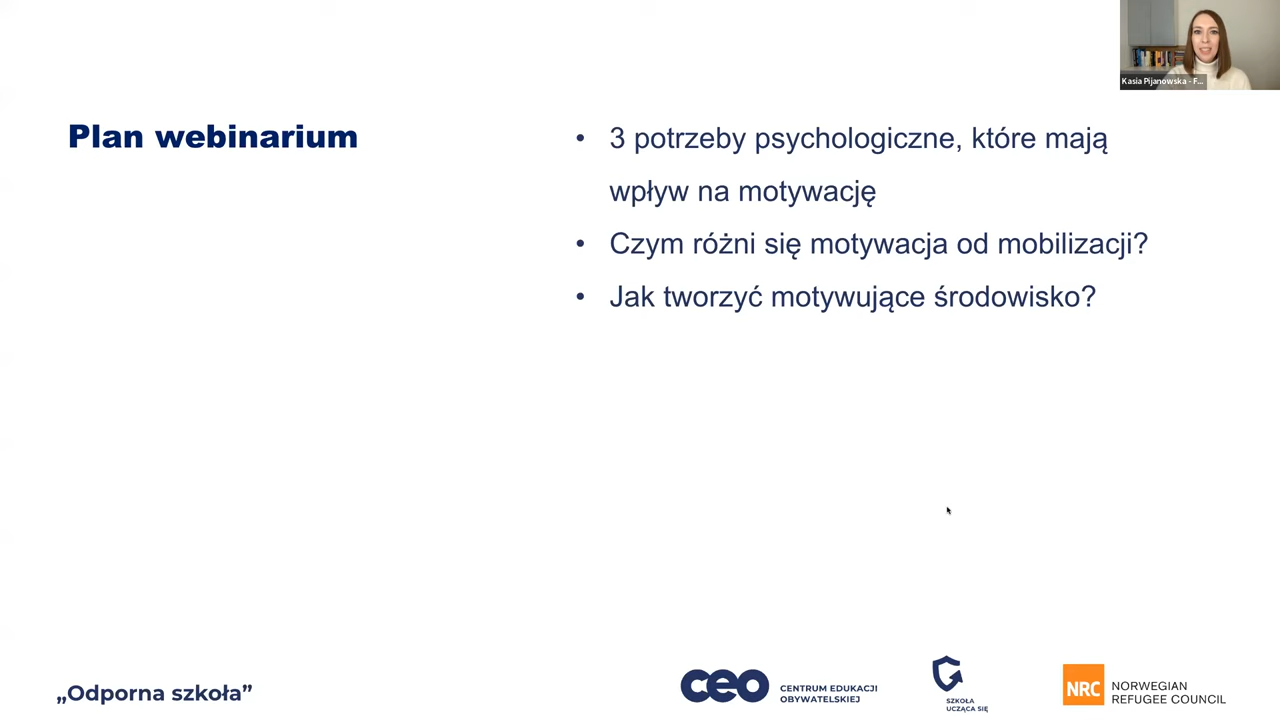 Kasia Pijanowska - F...
Plan webinarium
• 3 potrzeby psychologiczne, które mają
wpływ na motywację
• Czym różni się motywacja od mobilizacji?
• Jak tworzyć motywujące środowisko?
„Odporna szkoła”
ceo
CENTRUM EDUKACJI
OBYWATELSKIEJ
SZKOŁA
UCZĄCA SIĘ
NRC
NORWEGIAN
REFUGEE COUNCIL